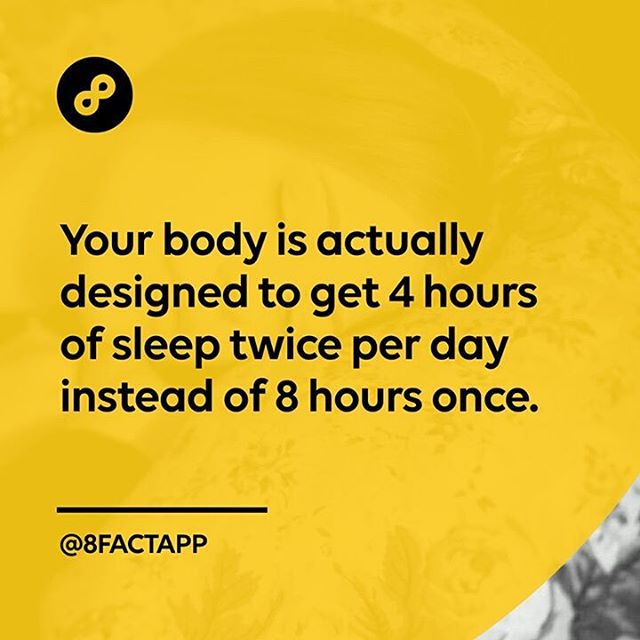 Your body is actually
designed to get 4 hours
of sleep twice per day
instead of 8 hours once.
@8FACTAPP